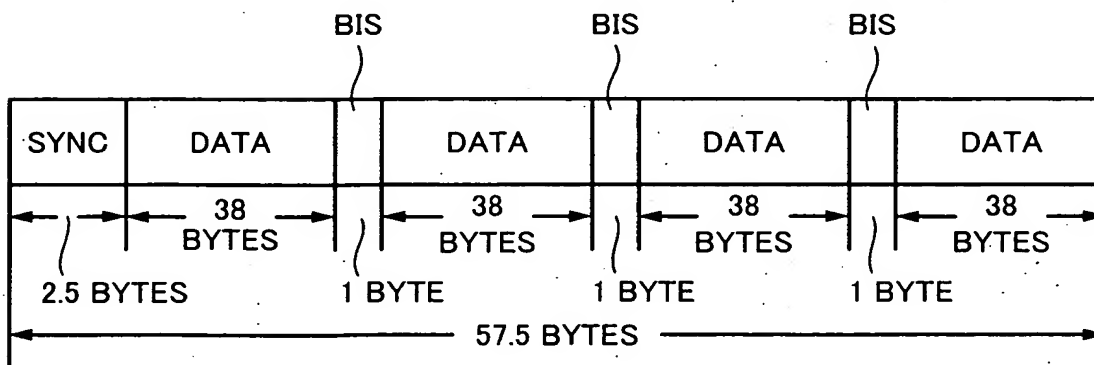 BIS BIS BIS
SYNC DATA DATA DATA DATA
38 BYTES 38 BYTES 38 BYTES 38 BYTES
2.5 BYTES 1 BYTE 1 BYTE 1 BYTE
57.5 BYTES